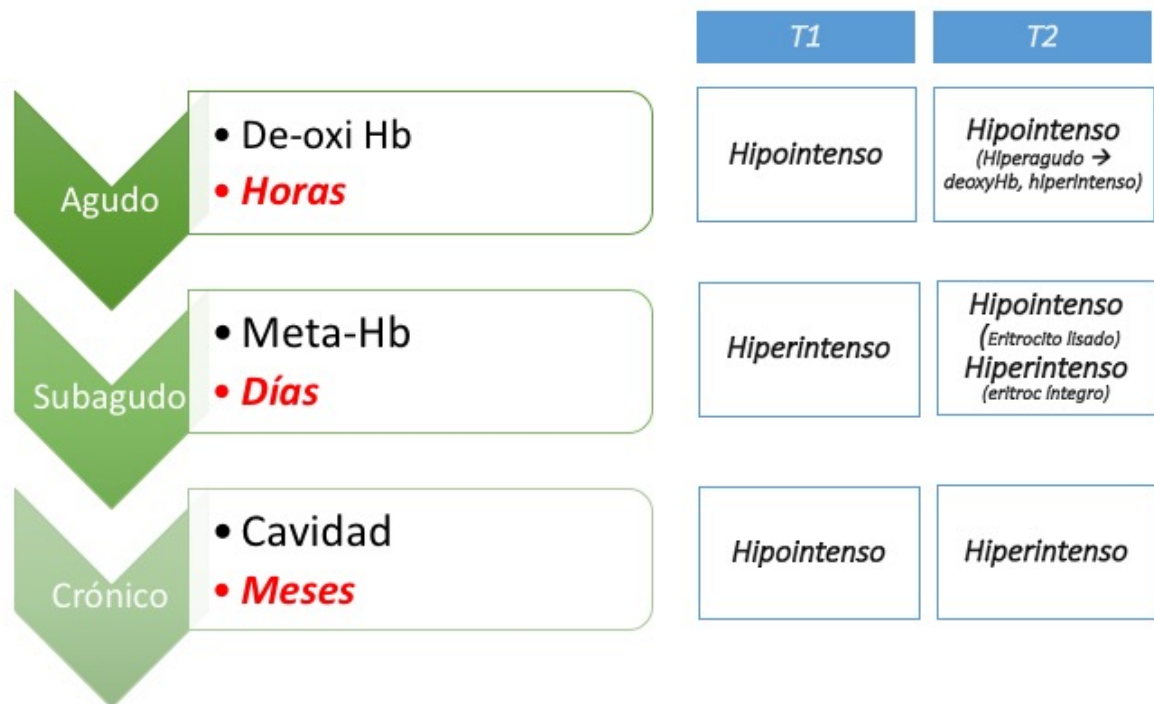 T1
T2
Agudo
• De-oxi Hb
• Horas
Hipointenso
Hipointenso
(Hiperagudo →
deoxyHb, hiperintenso)
Subagudo
• Meta-Hb
• Días
Hiperintenso
Hipointenso
(Eritrocito lisado)
Hiperintenso
(eritroc íntegro)
Crónico
• Cavidad
• Meses
Hipointenso
Hiperintenso